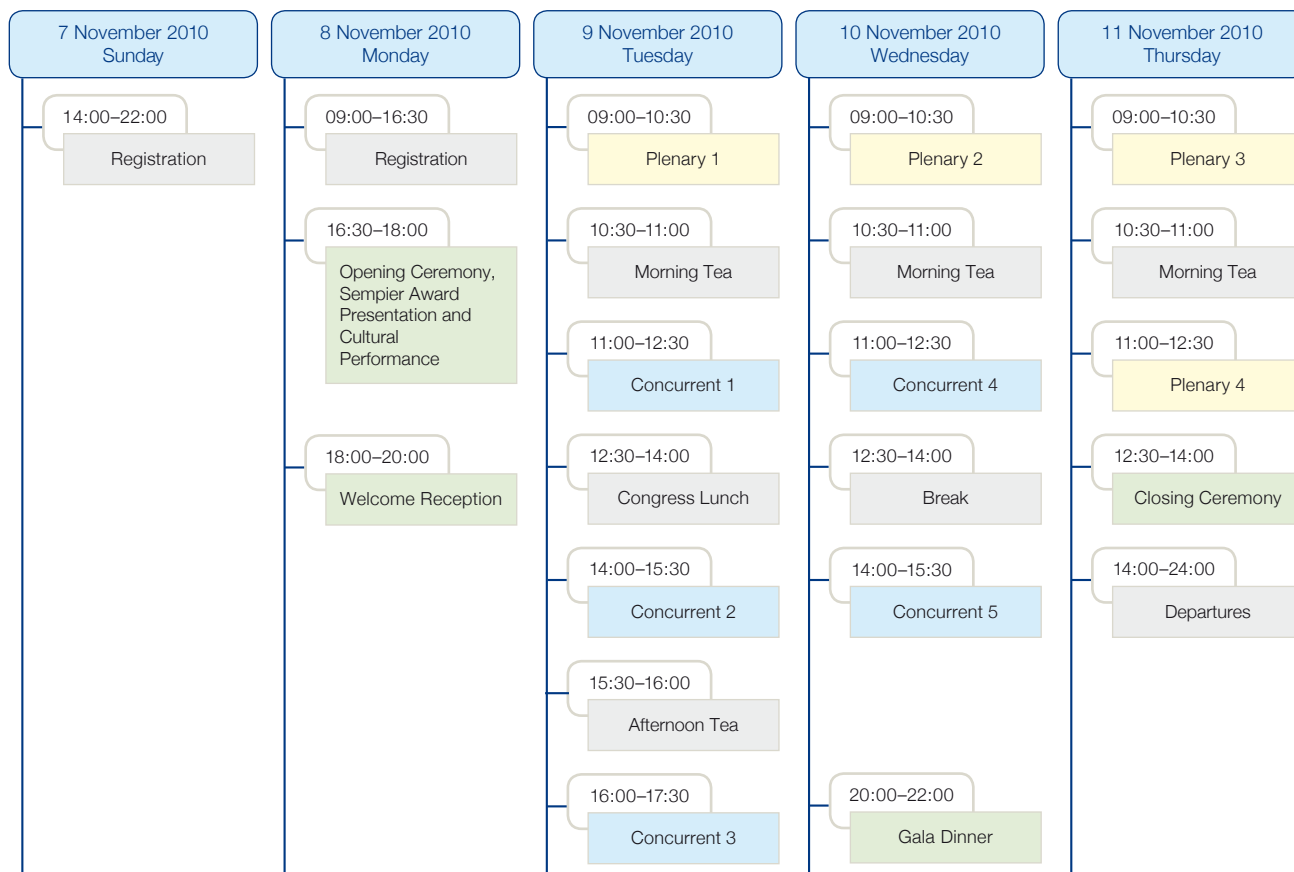 7 November 2010
Sunday
14:00–22:00
Registration
8 November 2010
Monday
09:00–16:30
Registration
16:30–18:00
Opening Ceremony,
Sempier Award
Presentation and
Cultural
Performance
18:00–20:00
Welcome Reception
9 November 2010
Tuesday
09:00–10:30
Plenary 1
10:30–11:00
Morning Tea
11:00–12:30
Concurrent 1
12:30–14:00
Congress Lunch
14:00–15:30
Concurrent 2
15:30–16:00
Afternoon Tea
16:00–17:30
Concurrent 3
10 November 2010
Wednesday
09:00–10:30
Plenary 2
10:30–11:00
Morning Tea
11:00–12:30
Concurrent 4
12:30–14:00
Break
14:00–15:30
Concurrent 5
20:00–22:00
Gala Dinner
11 November 2010
Thursday
09:00–10:30
Plenary 3
10:30–11:00
Morning Tea
11:00–12:30
Plenary 4
12:30–14:00
Closing Ceremony
14:00–24:00
Departures